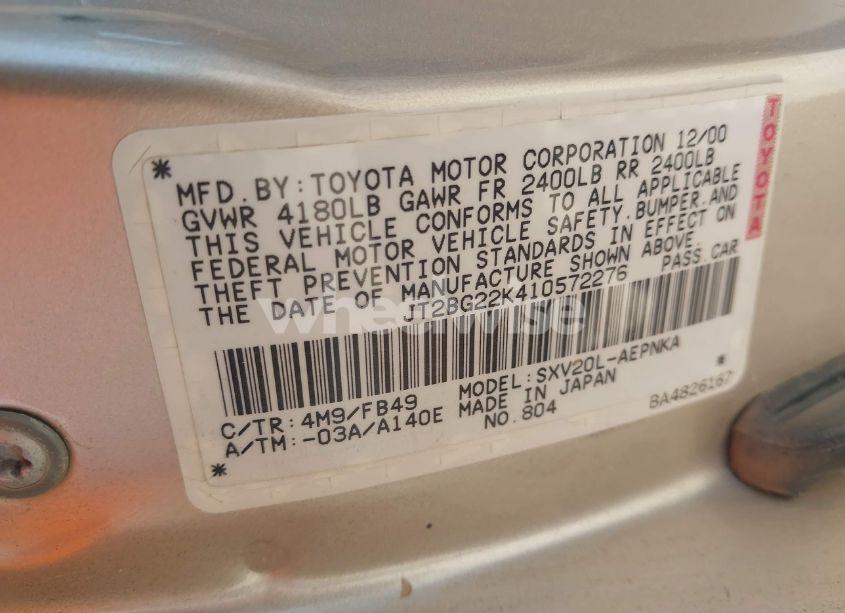 MFD.BY:TOYOTA MOTOR CORPORATION 12/00
GVWR 4180LB GAWR FR 2400LB RR 2400LB
THIS VEHICLE CONFORMS TO ALL APPLICABLE
FEDERAL MOTOR VEHICLE SAFETY.BUMPER.AND
THEFT PREVENTION STANDARDS IN EFFECT ON
THE DATE OF MANUFACTURE SHOWN ABOVE.
JT2BG22K410572276 PASS.CAR
TOYOTA
wheelwise
C/TR:4M9/FB49 MODEL:SXV20L-AEPNKA
A/TM:-03A/A140E MADE IN JAPAN
NO.804
BA4826167